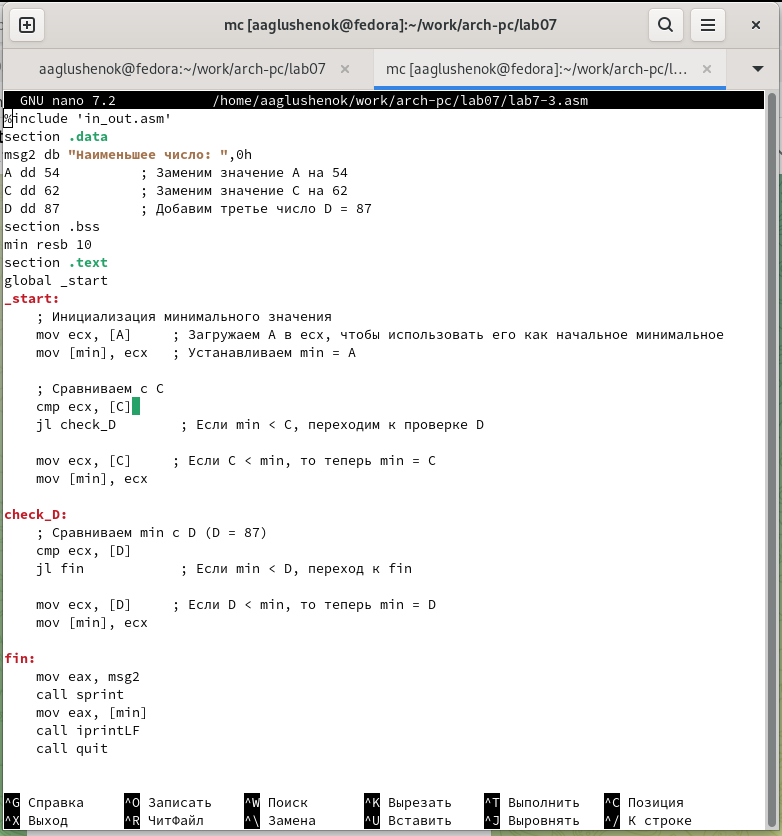 mc [aaglushenok@fedora]:~/work/arch-pc/lab07
aaglushenok@fedora:~/work/arch-pc/lab07
mc [aaglushenok@fedora]:~/work/arch-pc/l…
GNU nano 7.2 /home/aaglushenok/work/arch-pc/lab07/lab7-3.asm
%include 'in_out.asm'
section .data
msg2 db "Наименьшее число: ",0h
A dd 54 ; Заменим значение A на 54
C dd 62 ; Заменим значение C на 62
D dd 87 ; Добавим третье число D = 87
section .bss
min resb 10
section .text
global _start
_start:
; Инициализация минимального значения
mov ecx, [A] ; Загружаем A в ecx, чтобы использовать его как начальное минимальное
mov [min], ecx ; Устанавливаем min = A
; Сравниваем с C
cmp ecx, [C]
jl check_D ; Если min < C, переходим к проверке D
mov ecx, [C] ; Если C < min, то теперь min = C
mov [min], ecx
check_D:
; Сравниваем min с D (D = 87)
cmp ecx, [D]
jl fin ; Если min < D, переход к fin
mov ecx, [D] ; Если D < min, то теперь min = D
mov [min], ecx
fin:
mov eax, msg2
call sprint
mov eax, [min]
call iprintLF
call quit
^G Справка ^O Записать ^W Поиск ^K Вырезать ^T Выполнить ^C Позиция
^X Выход ^R ЧитФайл ^\ Замена ^U Вставить ^J Выровнять ^/ К строке